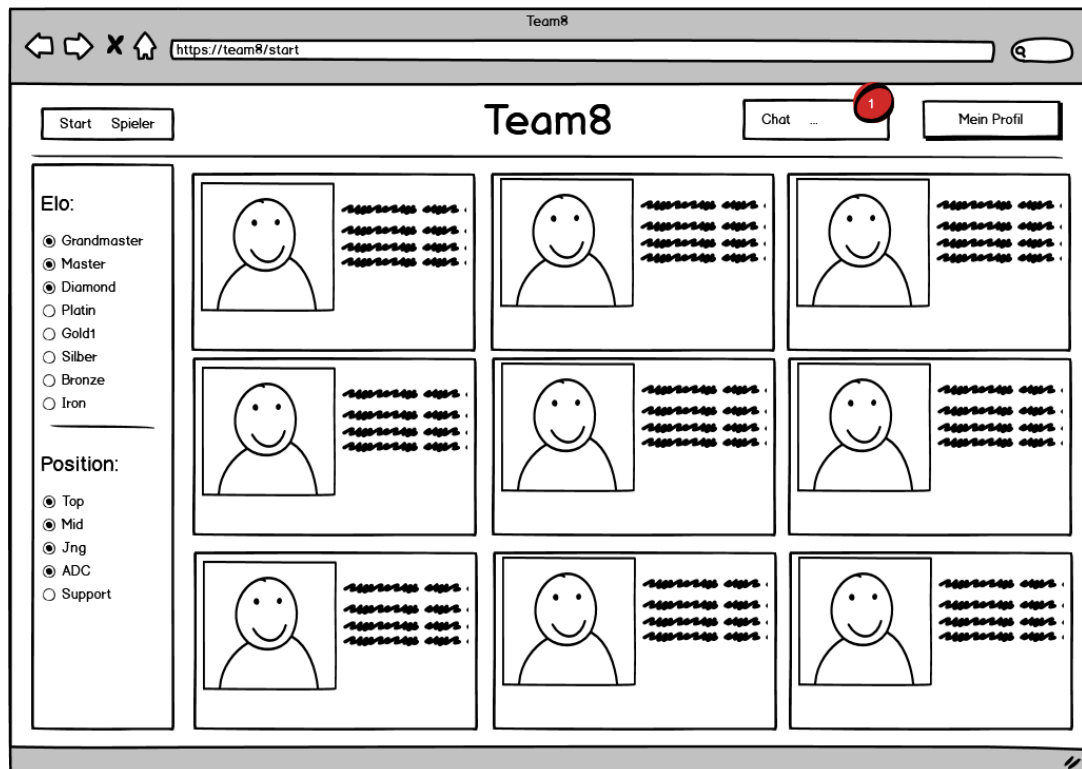 Team8
https://team8/start
Start Spieler
Team8
Chat ...
1
Mein Profil
Elo:
Grandmaster
Master
Diamond
Platin
Gold1
Silber
Bronze
Iron
Position:
Top
Mid
Jng
ADC
Support